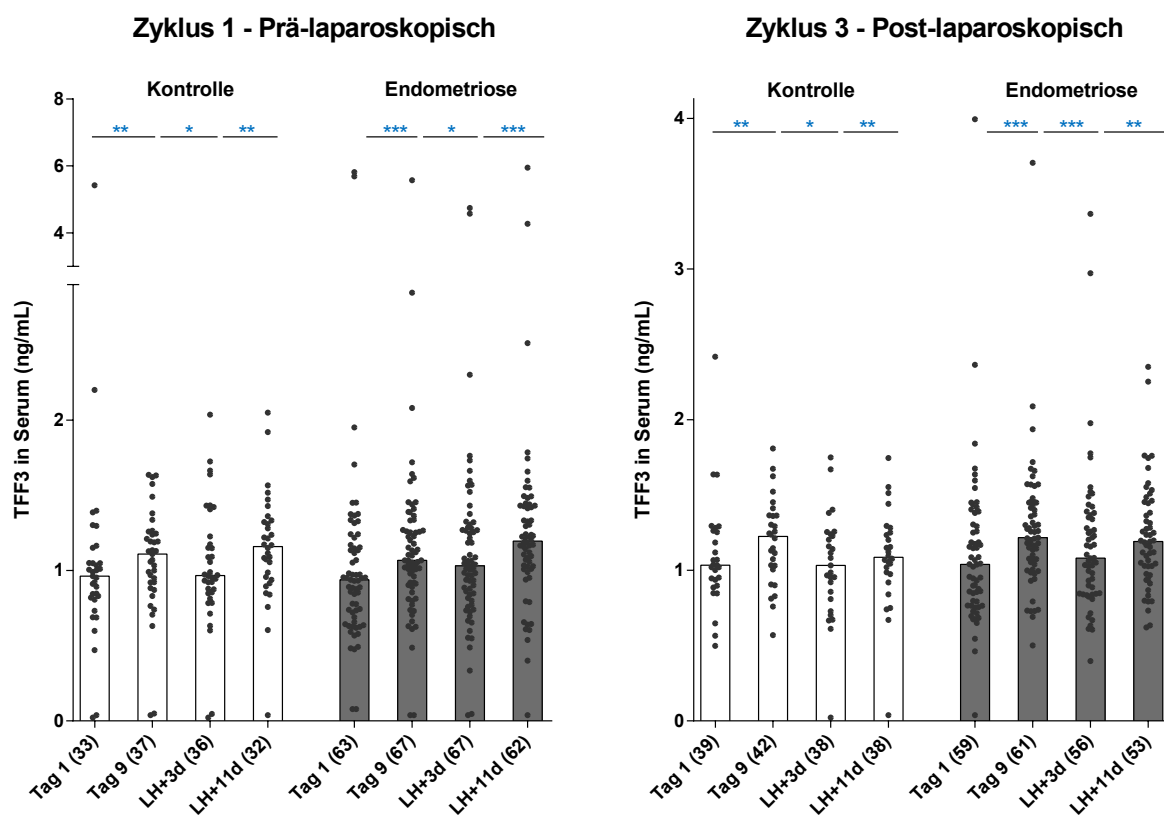 Zyklus 1 - Prä-laparoskopisch
Kontrolle
Endometriose
** * ** *** * ***
TFF3 in Serum (ng/mL)
8
6
4
2
1
0
Tag 1 (33)
Tag 9 (37)
LH+3d (36)
LH+11d (32)
Tag 1 (63)
Tag 9 (67)
LH+3d (67)
LH+11d (62)
Zyklus 3 - Post-laparoskopisch
Kontrolle
Endometriose
** * ** *** *** **
TFF3 in Serum (ng/mL)
4
3
2
1
0
Tag 1 (39)
Tag 9 (42)
LH+3d (38)
LH+11d (38)
Tag 1 (59)
Tag 9 (61)
LH+3d (56)
LH+11d (53)